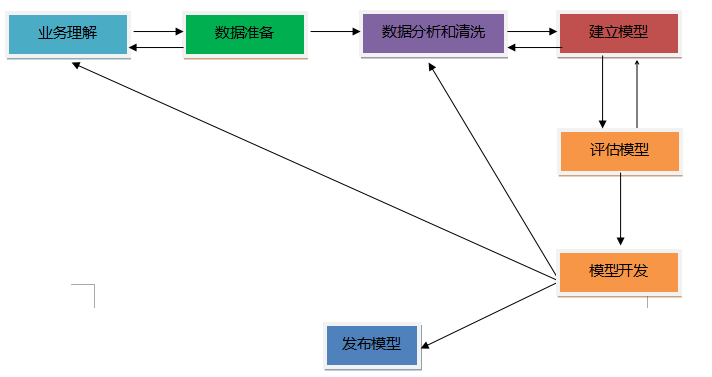 业务理解
数据准备
数据分析和清洗
建立模型
评估模型
模型开发
发布模型